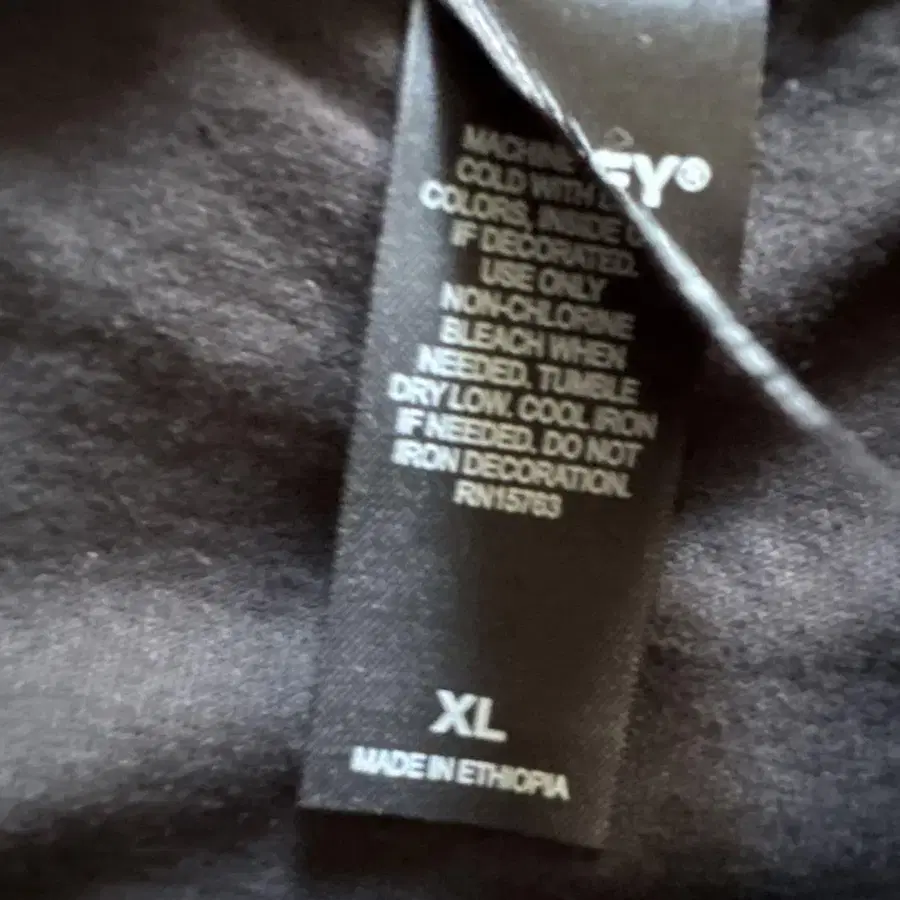 EY®
MACHINE
COLD WITH
COLORS, INSIDE
IF DECORATED.
USE ONLY
NON-CHLORINE
BLEACH WHEN
NEEDED. TUMBLE
DRY LOW. COOL IRON
IF NEEDED. DO NOT
IRON DECORATION.
RN15763
XL
MADE IN ETHIOPIA